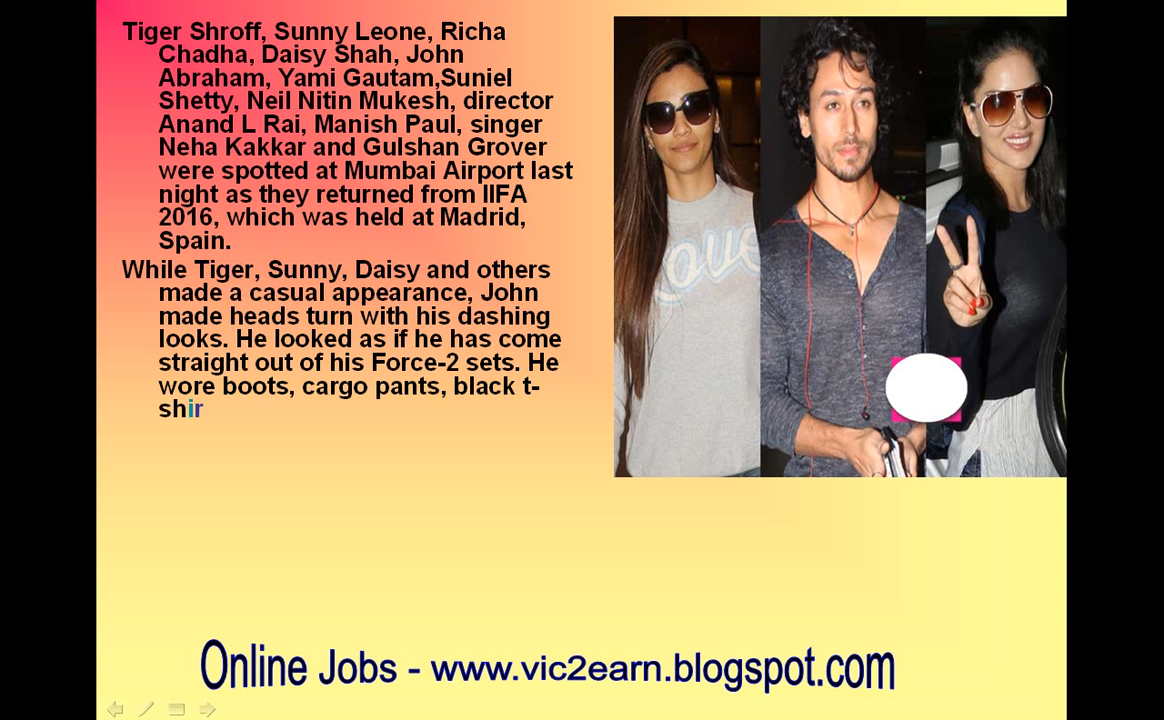 Tiger Shroff, Sunny Leone, Richa
Chadha, Daisy Shah, John
Abraham, Yami Gautam,Suniel
Shetty, Neil Nitin Mukesh, director
Anand L Rai, Manish Paul, singer
Neha Kakkar and Gulshan Grover
were spotted at Mumbai Airport last
night as they returned from IIFA
2016, which was held at Madrid,
Spain.
While Tiger, Sunny, Daisy and others
made a casual appearance, John
made heads turn with his dashing
looks. He looked as if he has come
straight out of his Force-2 sets. He
wore boots, cargo pants, black t-
shir
Love
Online Jobs - www.vic2earn.blogspot.com